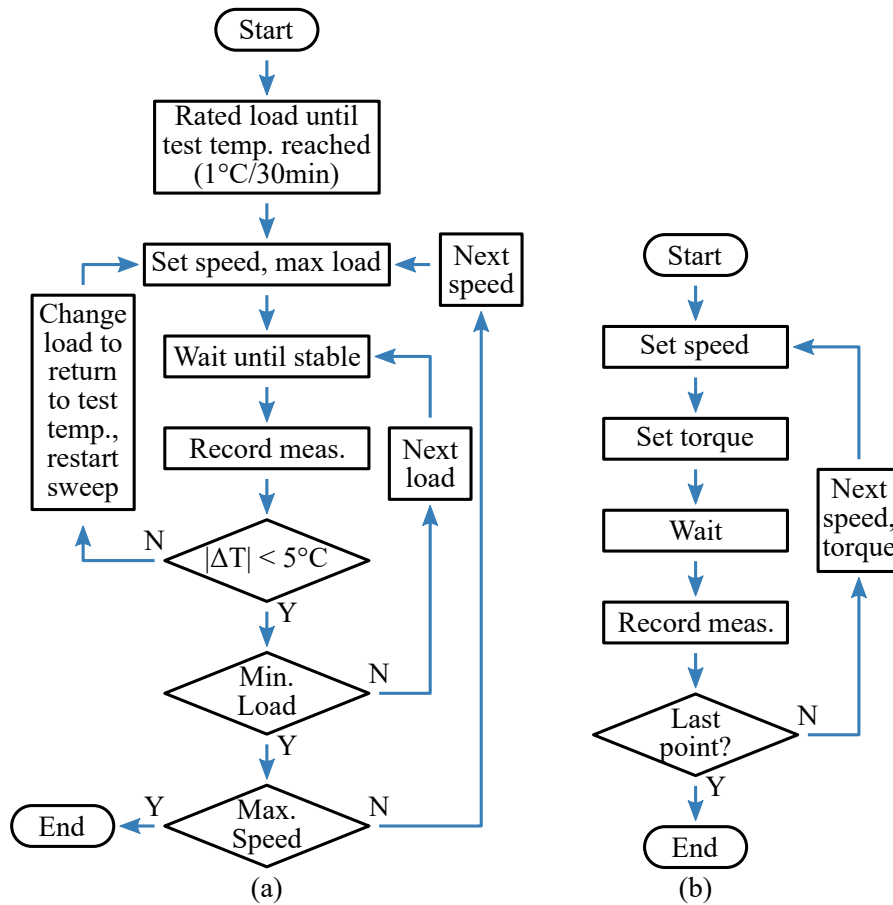 Start
Rated load until
test temp. reached
(1°C/30min)
Set speed, max load
Next
speed
Change
load to
return
to test
temp.,
restart
sweep
Wait until stable
Record meas.
Next
load
N
|ΔT| < 5°C
Y
Min.
Load
N
Y
Max.
Speed
Y
N
End
(a)
Start
Set speed
Set torque
Wait
Next
speed,
torque
Record meas.
Last
point?
N
Y
End
(b)